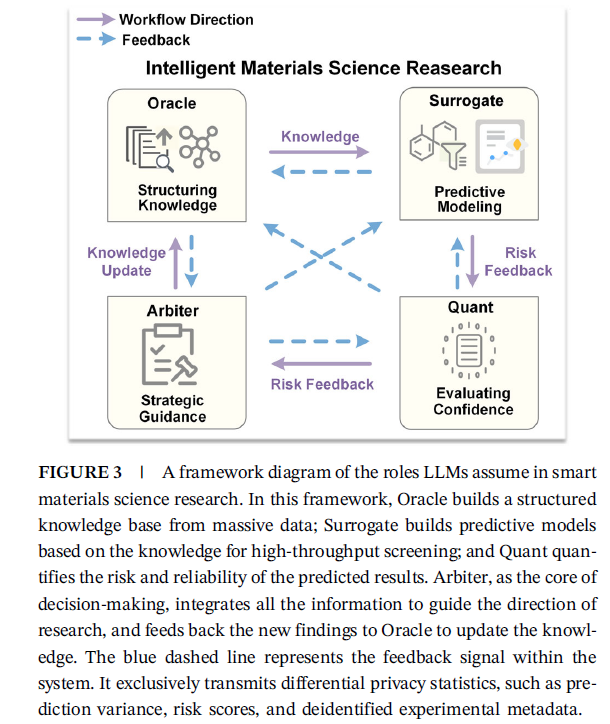 Workflow Direction
Feedback
Intelligent Materials Science Reasearch
Oracle
Structuring
Knowledge
Knowledge
Surrogate
Predictive
Modeling
Knowledge
Update
Risk
Feedback
Arbiter
Strategic
Guidance
Risk Feedback
Quant
Evaluating
Confidence
FIGURE 3 | A framework diagram of the roles LLMs assume in smart
materials science research. In this framework, Oracle builds a structured
knowledge base from massive data; Surrogate builds predictive models
based on the knowledge for high-throughput screening; and Quant quan-
tifies the risk and reliability of the predicted results. Arbiter, as the core of
decision-making, integrates all the information to guide the direction of
research, and feeds back the new findings to Oracle to update the knowl-
edge. The blue dashed line represents the feedback signal within the
system. It exclusively transmits differential privacy statistics, such as pre-
diction variance, risk scores, and deidentified experimental metadata.